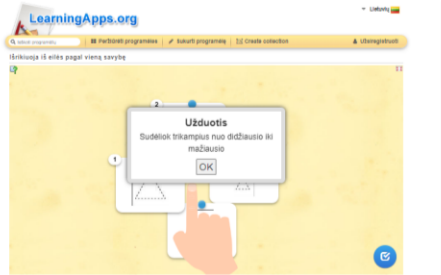 LearningApps.org
Lietuvių
Ieškoti programėlių
Peržiūrėti programėles
Sukurti programėlę
Create collection
Užsiregistruoti
Išrikiuoja iš eilės pagal vieną savybę
2
Užduotis
Sudėliok trikampius nuo didžiausio iki
mažiausio
OK
1